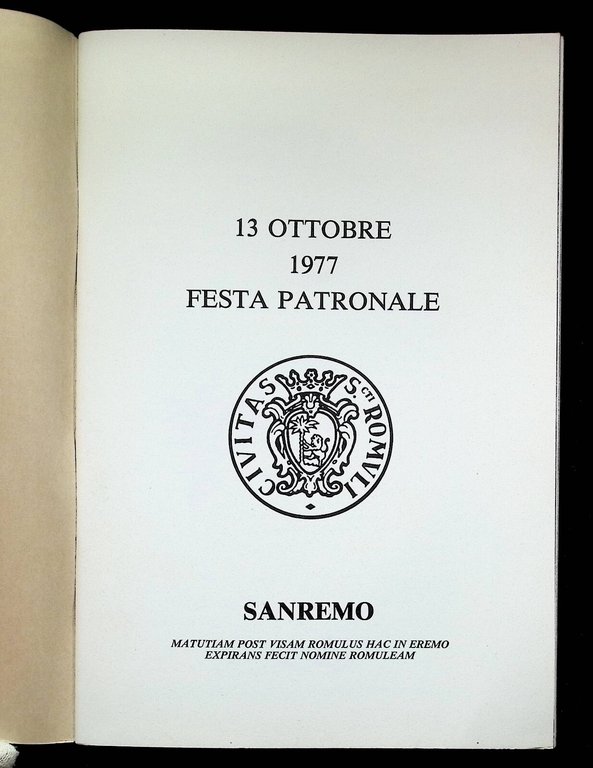 13 OTTOBRE
1977
FESTA PATRONALE
CIVITAS S.CTI ROMVLI
SANREMO
MATUTIAM POST VISAM ROMULUS HAC IN EREMO
EXPIRANS FECIT NOMINE ROMULEAM